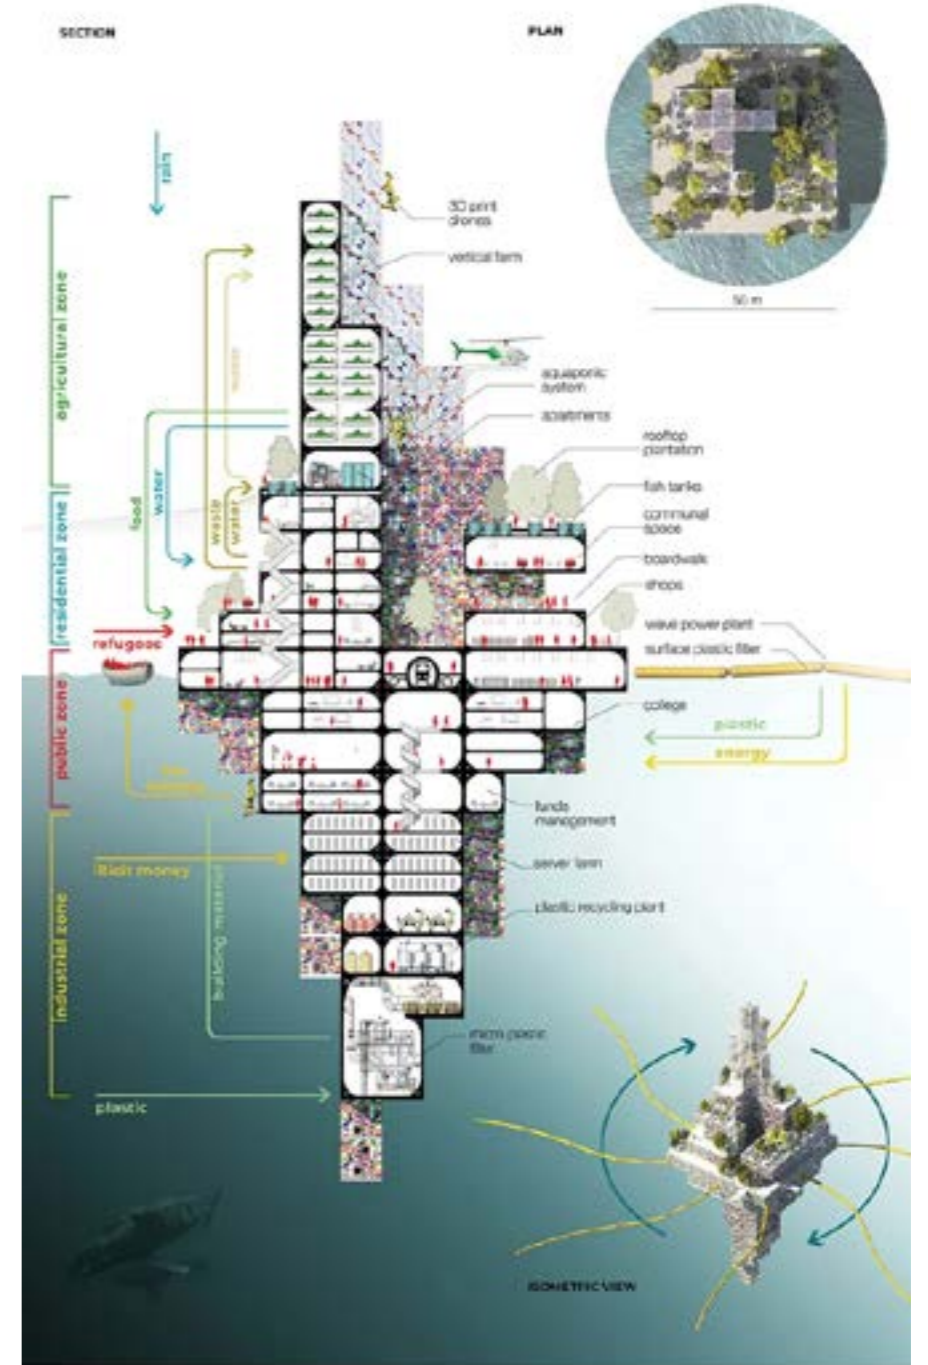 SECTION
PLAN
rain
3D print
drones
vertical farm
50 m
agricultural zone
aquaponic
system
apartments
rooftop
plantation
fish tanks
communal
space
boardwalk
shops
wave power plant
surface plastic filter
food
water
waste
water
residential zone
refugees
public zone
college
plastic
energy
funds
management
server farm
illicit money
plastic recycling plant
building material
industrial zone
micro plastic
filter
plastic
ISOMETRIC VIEW